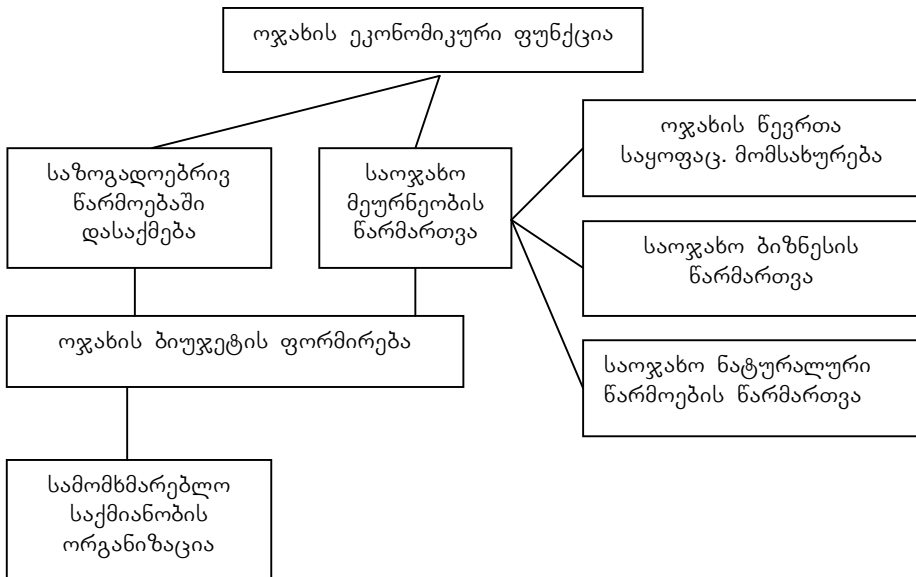 ოჯახის ეკონომიკური ფუნქცია
საზოგადოებრივ
წარმოებაში
დასაქმება
საოჯახო
მეურნეობის
წარმართვა
ოჯახის წევრთა
საყოფაც. მომსახურება
საოჯახო ბიზნესის
წარმართვა
საოჯახო ნატურალური
წარმოების წარმართვა
ოჯახის ბიუჯეტის ფორმირება
სამომხმარებლო
საქმიანობის
ორგანიზაცია